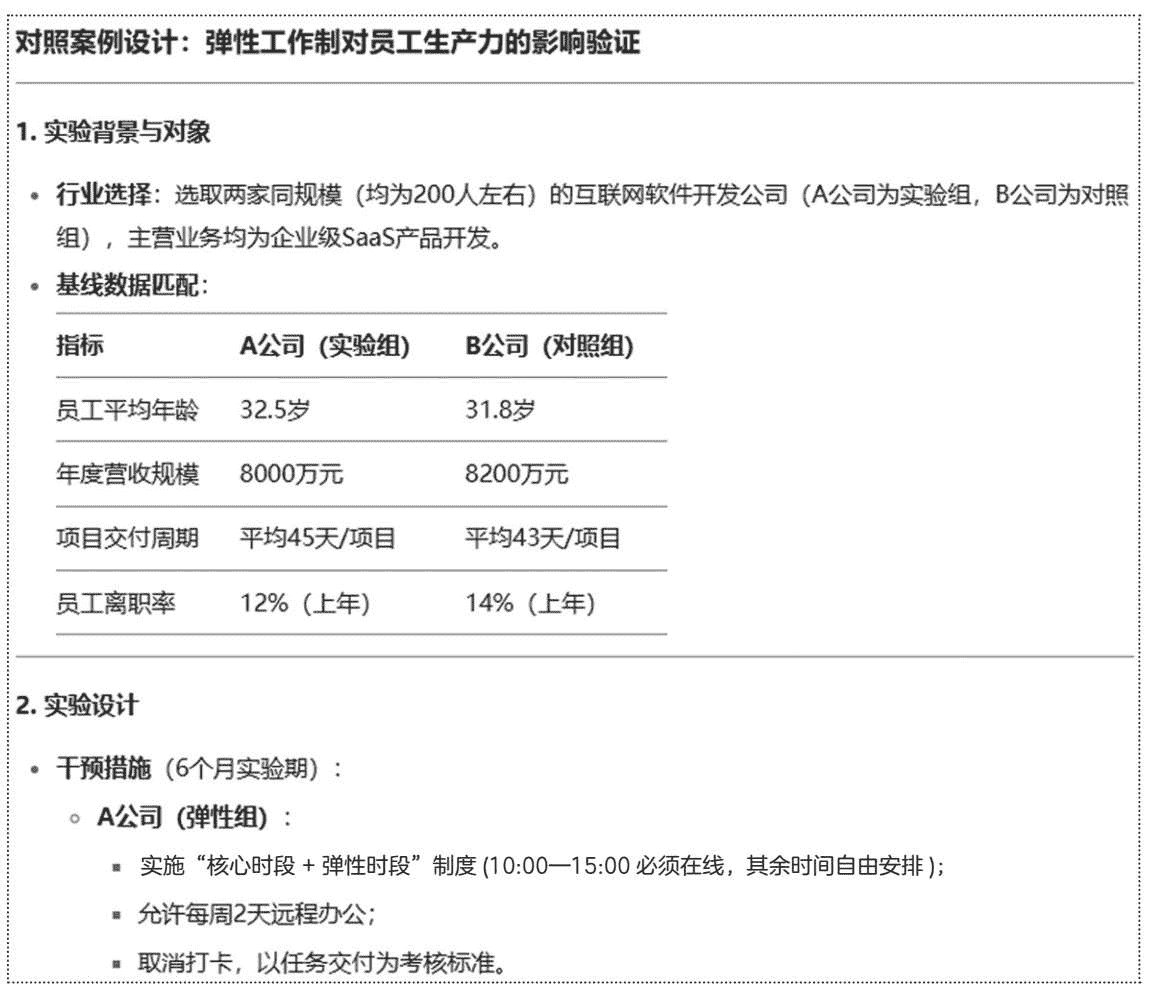 对照案例设计：弹性工作制对员工生产力的影响验证
1. 实验背景与对象
• 行业选择：选取两家同规模（均为200人左右）的互联网软件开发公司（A公司为实验组，B公司为对照
组），主营业务均为企业级SaaS产品开发。
• 基线数据匹配：
指标 A公司（实验组） B公司（对照组）
员工平均年龄 32.5岁 31.8岁
年度营收规模 8000万元 8200万元
项目交付周期 平均45天/项目 平均43天/项目
员工离职率 12%（上年） 14%（上年）
2. 实验设计
• 干预措施（6个月实验期）：
○ A公司（弹性组）：
▪ 实施“核心时段 + 弹性时段”制度 (10:00—15:00 必须在线，其余时间自由安排 );
▪ 允许每周2天远程办公；
▪ 取消打卡，以任务交付为考核标准。